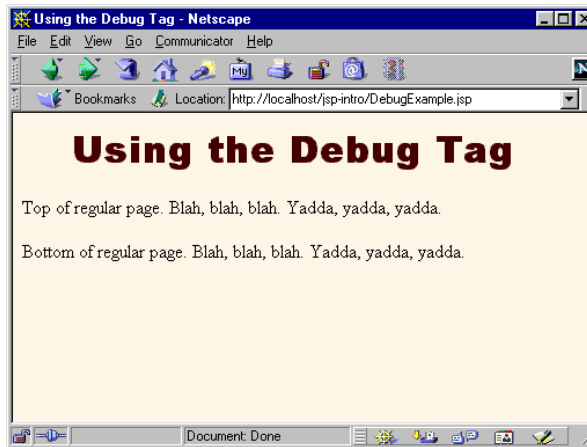 Using the Debug Tag - Netscape
File Edit View Go Communicator Help
My
N
Bookmarks Location: http://localhost/jsp-intro/DebugExample.jsp
Using the Debug Tag
Top of regular page. Blah, blah, blah. Yadda, yadda, yadda.
Bottom of regular page. Blah, blah, blah. Yadda, yadda, yadda.
Document: Done